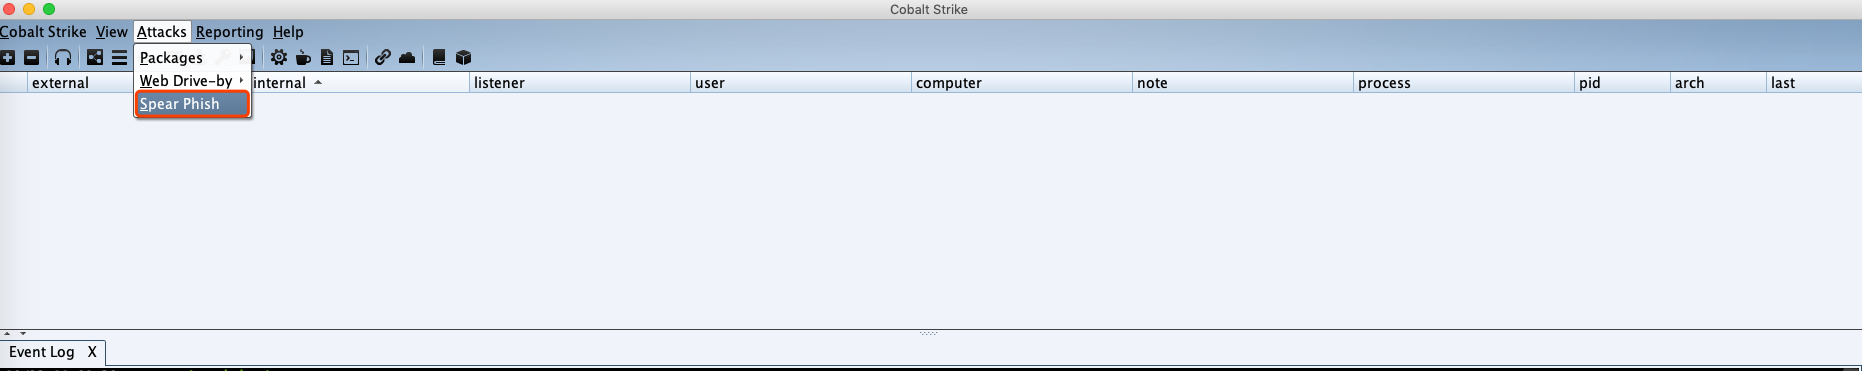 Cobalt Strike
Cobalt Strike View Attacks Reporting Help
Packages
Web Drive-by
Spear Phish
external internal listener user computer note process pid arch last
Event Log X